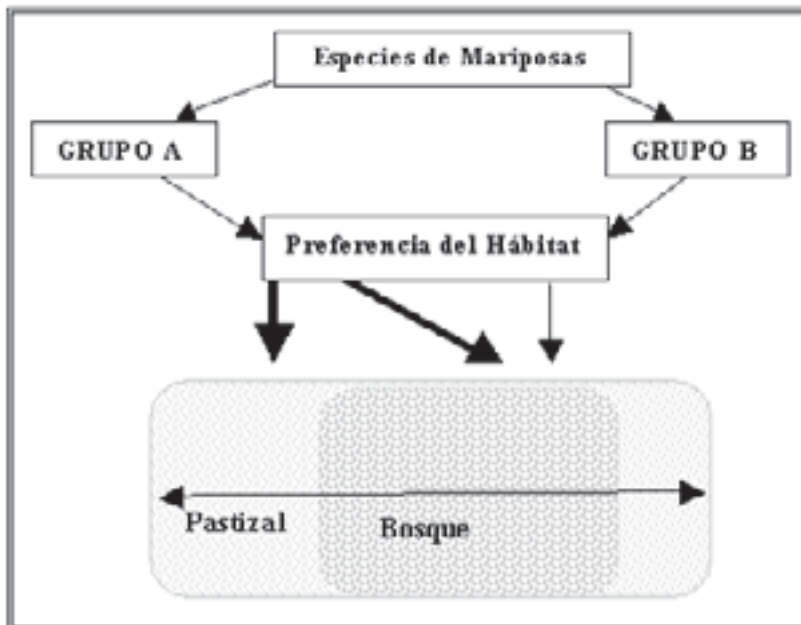 Especies de Mariposas
GRUPO A
GRUPO B
Preferencia del Hábitat
Pastizal
Bosque